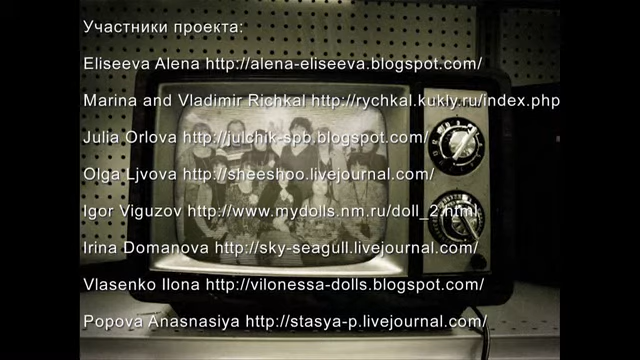 Участники проекта:
Eliseeva Alena http://alena-eliseeva.blogspot.com/
Marina and Vladimir Richkal http://rychkal.kukly.ru/index.php
Julia Orlova http://julchik-spb.blogspot.com/
Olga Ljvova http://sheeshoo.livejournal.com/
Igor Viguzov http://www.mydolls.nm.ru/doll_2.html
Irina Domanova http://sky-seagull.livejournal.com/
Vlasenko Ilona http://vilonessa-dolls.blogspot.com/
Popova Anasnasiya http://stasya-p.livejournal.com/